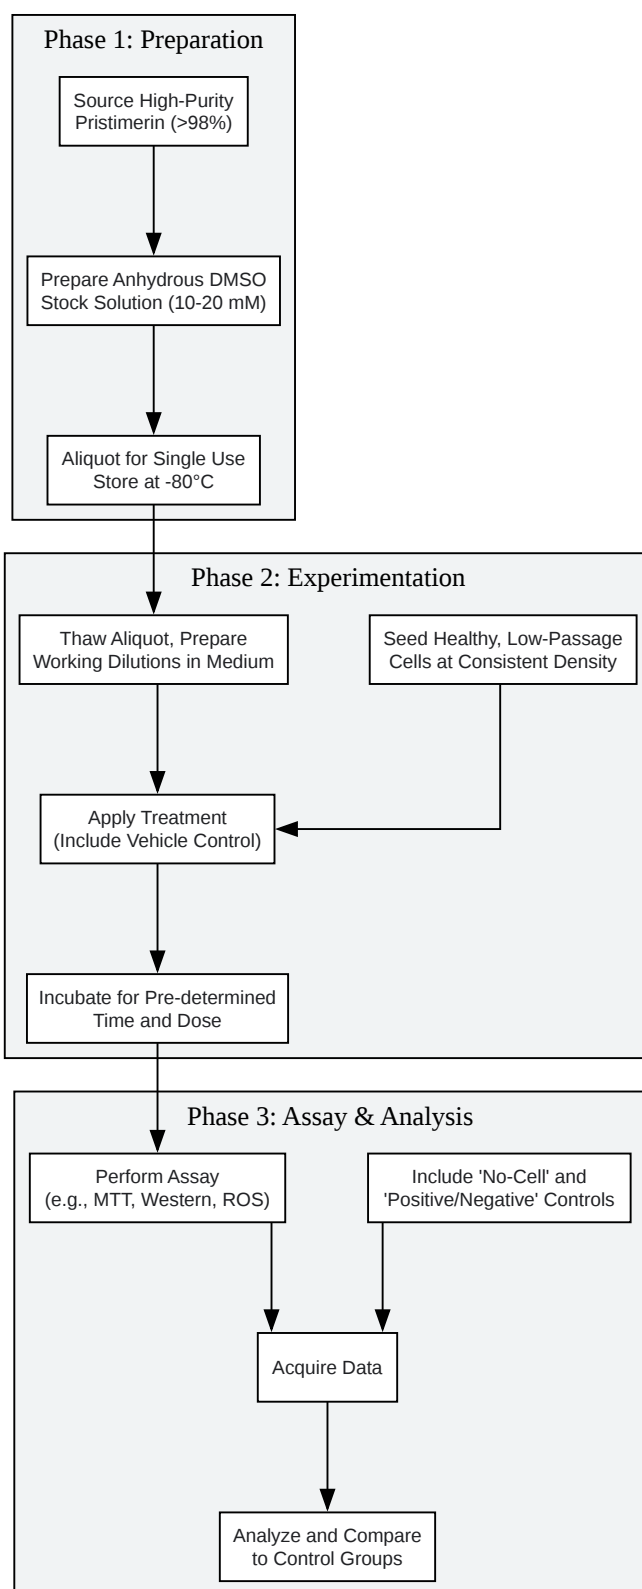 Phase 1: Preparation
Source High-Purity
Pristimerin (>98%)
Prepare Anhydrous DMSO
Stock Solution (10-20 mM)
Aliquot for Single Use
Store at -80°C
Phase 2: Experimentation
Thaw Aliquot, Prepare
Working Dilutions in Medium
Seed Healthy, Low-Passage
Cells at Consistent Density
Apply Treatment
(Include Vehicle Control)
Incubate for Pre-determined
Time and Dose
Phase 3: Assay & Analysis
Perform Assay
(e.g., MTT, Western, ROS)
Include 'No-Cell' and
'Positive/Negative' Controls
Acquire Data
Analyze and Compare
to Control Groups